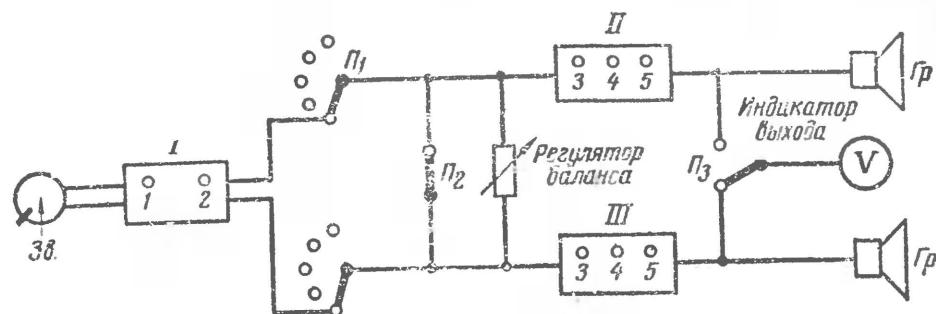 II
П1
3 4 5
Гр
Индикатор
выхода
I
Регулятор
баланса
П2
П3
V
1 2
III
Зв.
3 4 5
Гр